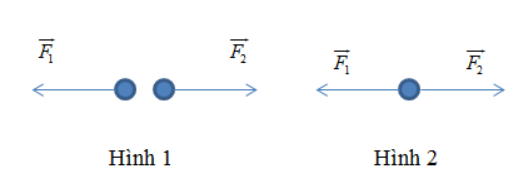 F₁ F₂ F₁ F₂
Hình 1 Hình 2